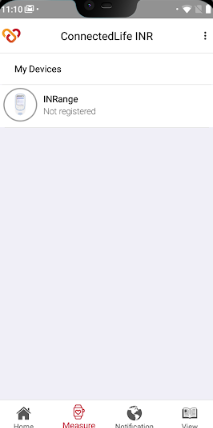 11:10
ConnectedLife INR
My Devices
INRange
Not registered
Home
Measure
Notification
View